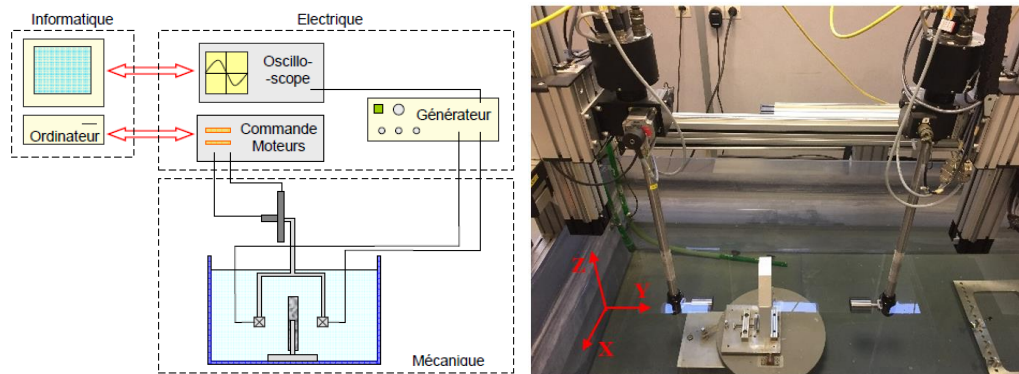 Informatique
Electrique
Oscillo-
-scope
Générateur
Ordinateur
Commande
Moteurs
Mécanique
Z
Y
X